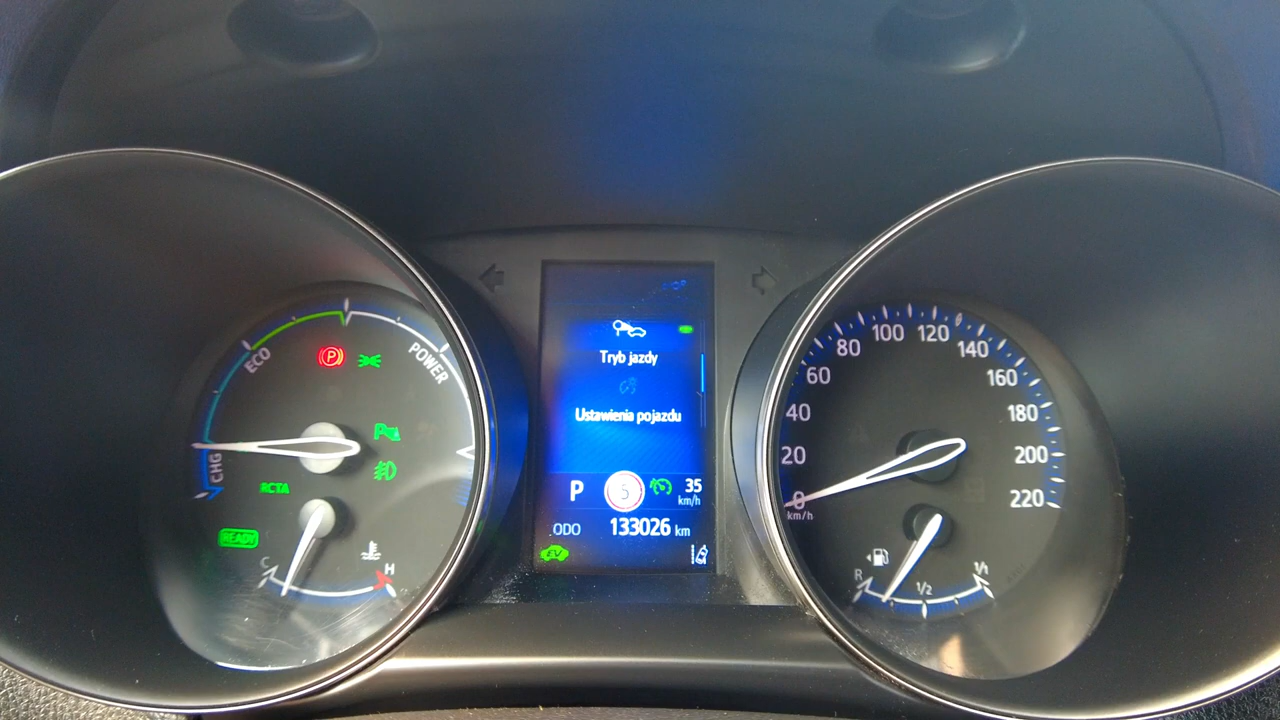 ECO
POWER
CHG
P
RCTA
READY
C
H
Tryb jazdy
Ustawienia pojazdu
P
5
35
km/h
ODO
133026 km
EV
0
20
40
60
80
100
120
140
160
180
200
220
km/h
R
1/2
1/1